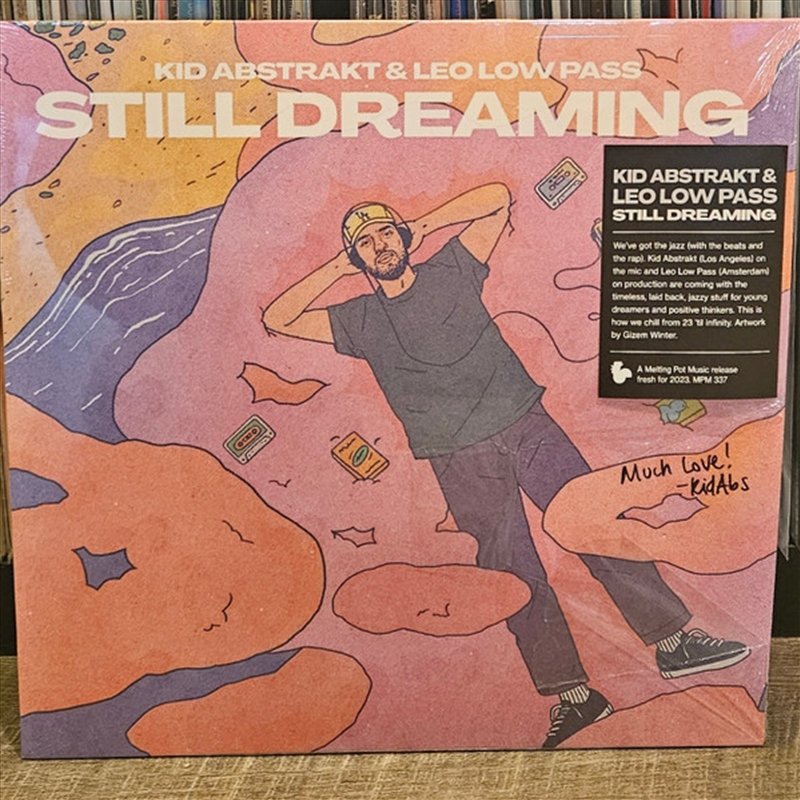 KID ABSTRAKT & LEO LOW PASS
STILL DREAMING
KID ABSTRAKT &
LEO LOW PASS
STILL DREAMING
We've got the jazz (with the beats and
the rap). Kid Abstrakt (Los Angeles) on
the mic and Leo Low Pass (Amsterdam)
on production are coming with the
timeless, laid back, jazzy stuff for young
dreamers and positive thinkers. This is
how we chill from 23 'til infinity. Artwork
by Gizem Winter.
A Melting Pot Music release
fresh for 2023. MPM 337
LA
Much Love!
-KidAbs